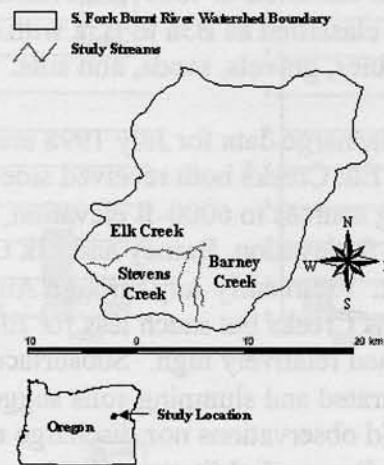 S. Fork Burnt River Watershed Boundary
Study Streams
Elk Creek
Stevens
Creek
Barney
Creek
N
W
S
10 0 10 20 km
Oregon
Study Location